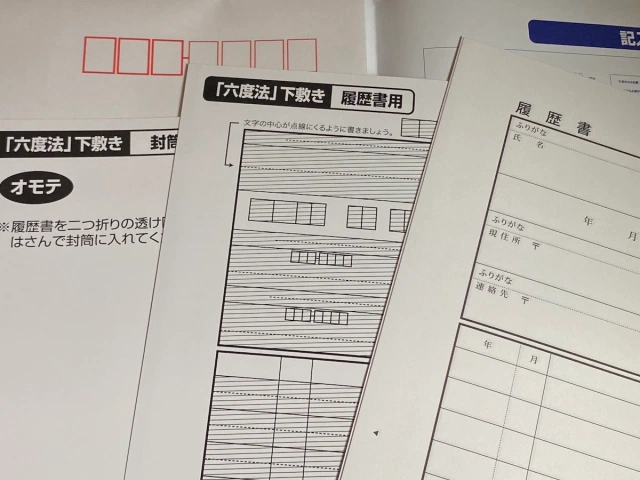 記入
「六度法」下敷き 履歴書用
文字の中心が点線にくるように書きましょう。
「六度法」下敷き 封筒
オモテ
※履歴書を二つ折りの透け
はさんで封筒に入れてく
履歴書
ふりがな
氏 名
年 月
ふりがな
現住所 〒
ふりがな
連絡先 〒
年 月